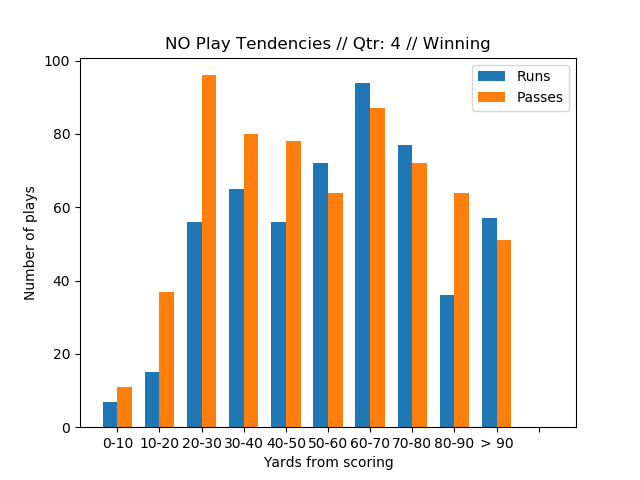 NO Play Tendencies // Qtr: 4 // Winning
Runs
Passes
100
80
60
40
20
0
Number of plays
0-10 10-20 20-30 30-40 40-50 50-60 60-70 70-80 80-90 > 90
Yards from scoring